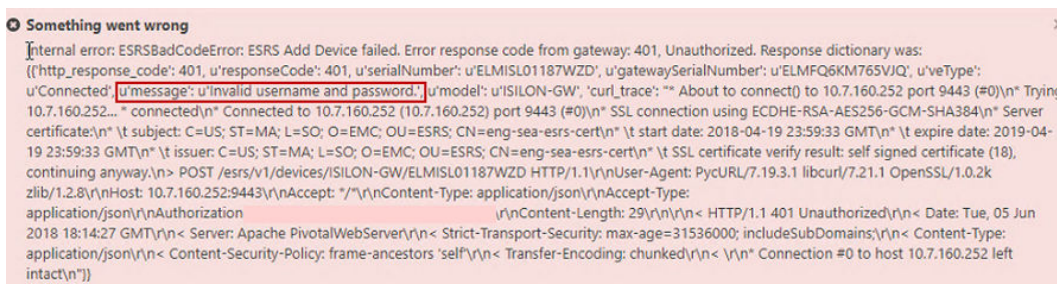 Something went wrong
Internal error: ESRSBadCodeError: ESRS Add Device failed. Error response code from gateway: 401, Unauthorized. Response dictionary was:
{{'http_response_code': 401, u'responseCode': 401, u'serialNumber': u'ELMISL01187WZD', u'gatewaySerialNumber': u'ELMFQ6KM765VJQ', u'veType':
u'Connected', u'message': u'Invalid username and password.', u'model': u'ISILON-GW', 'curl_trace': "* About to connect() to 10.7.160.252 port 9443 (#0)\n* Trying
10.7.160.252... * connected\n* Connected to 10.7.160.252 (10.7.160.252) port 9443 (#0)\n* SSL connection using ECDHE-RSA-AES256-GCM-SHA384\n* Server
certificate:\n* \t subject: C=US; ST=MA; L=SO; O=EMC; OU=ESRS; CN=eng-sea-esrs-cert\n* \t start date: 2018-04-19 23:59:33 GMT\n* \t expire date: 2019-04-
19 23:59:33 GMT\n* \t issuer: C=US; ST=MA; L=SO; O=EMC; OU=ESRS; CN=eng-sea-esrs-cert\n* \t SSL certificate verify result: self signed certificate (18),
continuing anyway.\n> POST /esrs/v1/devices/ISILON-GW/ELMISL01187WZD HTTP/1.1\r\nUser-Agent: PycURL/7.19.3.1 libcurl/7.21.1 OpenSSL/1.0.2k
zlib/1.2.8\r\nHost: 10.7.160.252:9443\r\nAccept: */*\r\nContent-Type: application/json\r\nAccept-Type:
application/json\r\nAuthorization \r\nContent-Length: 29\r\n\r\n< HTTP/1.1 401 Unauthorized\r\n< Date: Tue, 05 Jun
2018 18:14:27 GMT\r\n< Server: Apache PivotalWebServer\r\n< Strict-Transport-Security: max-age=31536000; includeSubDomains;\r\n< Content-Type:
application/json\r\n< Content-Security-Policy: frame-ancestors 'self'\r\n< Transfer-Encoding: chunked\r\n< \r\n* Connection #0 to host 10.7.160.252 left
intact\n"}}